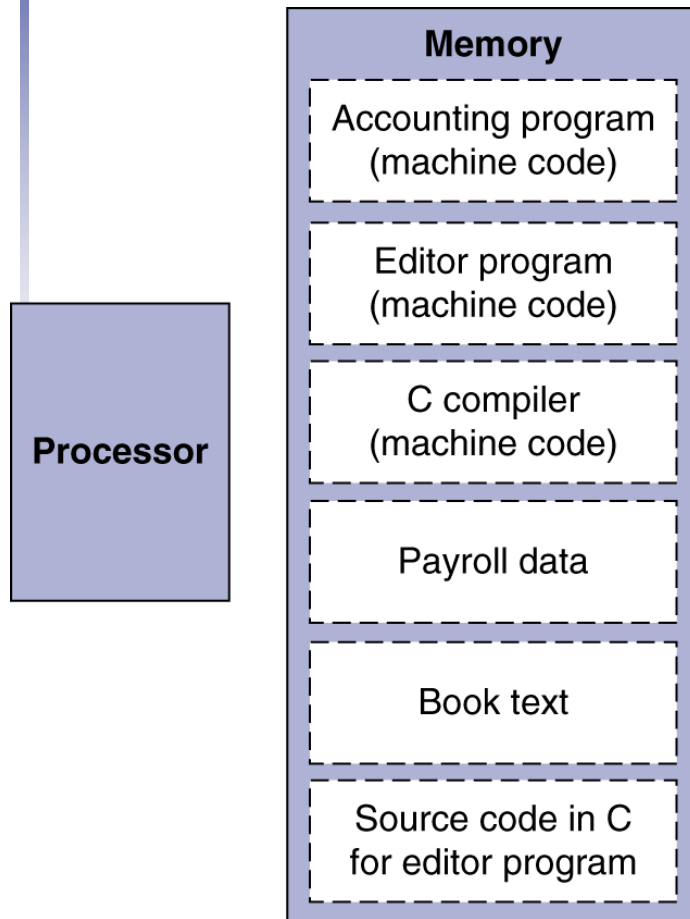 Memory
Accounting program
(machine code)
Editor program
(machine code)
C compiler
(machine code)
Processor
Payroll data
Book text
Source code in C
for editor program